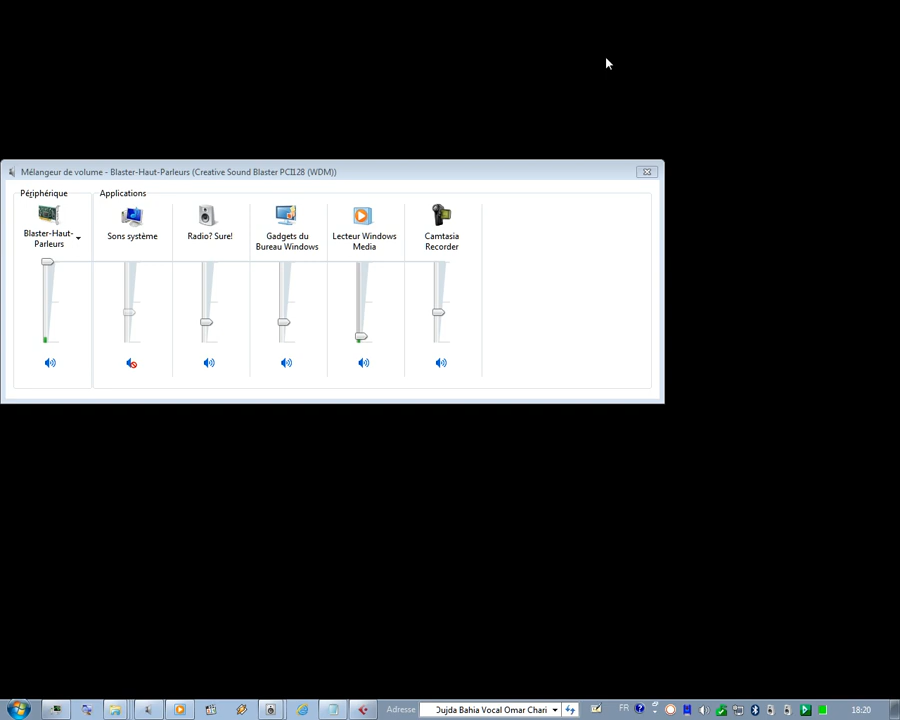 Mélangeur de volume - Blaster-Haut-Parleurs (Creative Sound Blaster PCI128 (WDM))
Périphérique
Applications
Blaster-Haut-
Parleurs
Sons système
Radio? Sure!
Gadgets du
Bureau Windows
Lecteur Windows
Media
Camtasia
Recorder
Adresse
Oujda Bahia Vocal Omar Chari
FR
18:20